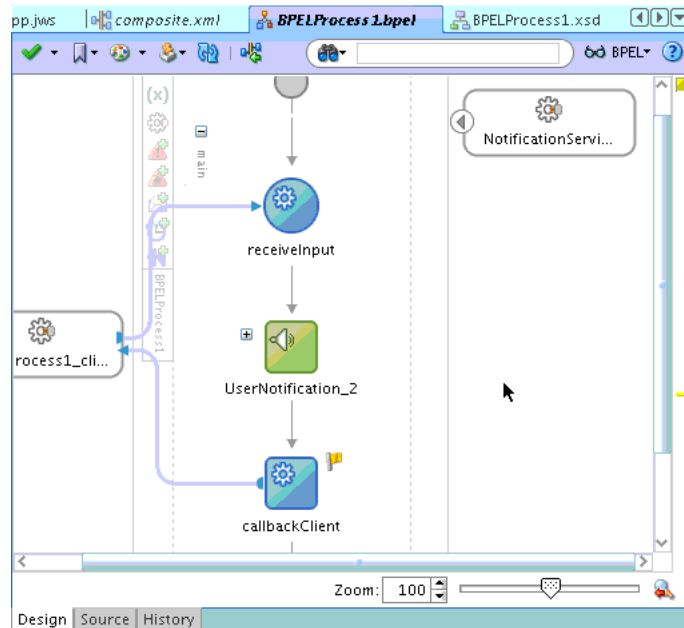 pp.jws composite.xml BPELProcess1.bpel BPELProcess1.xsd
BPEL
(x)
main
NotificationServi...
receiveInput
BPELProcess1
rocess1_cli...
UserNotification_2
callbackClient
Zoom: 100
Design Source History